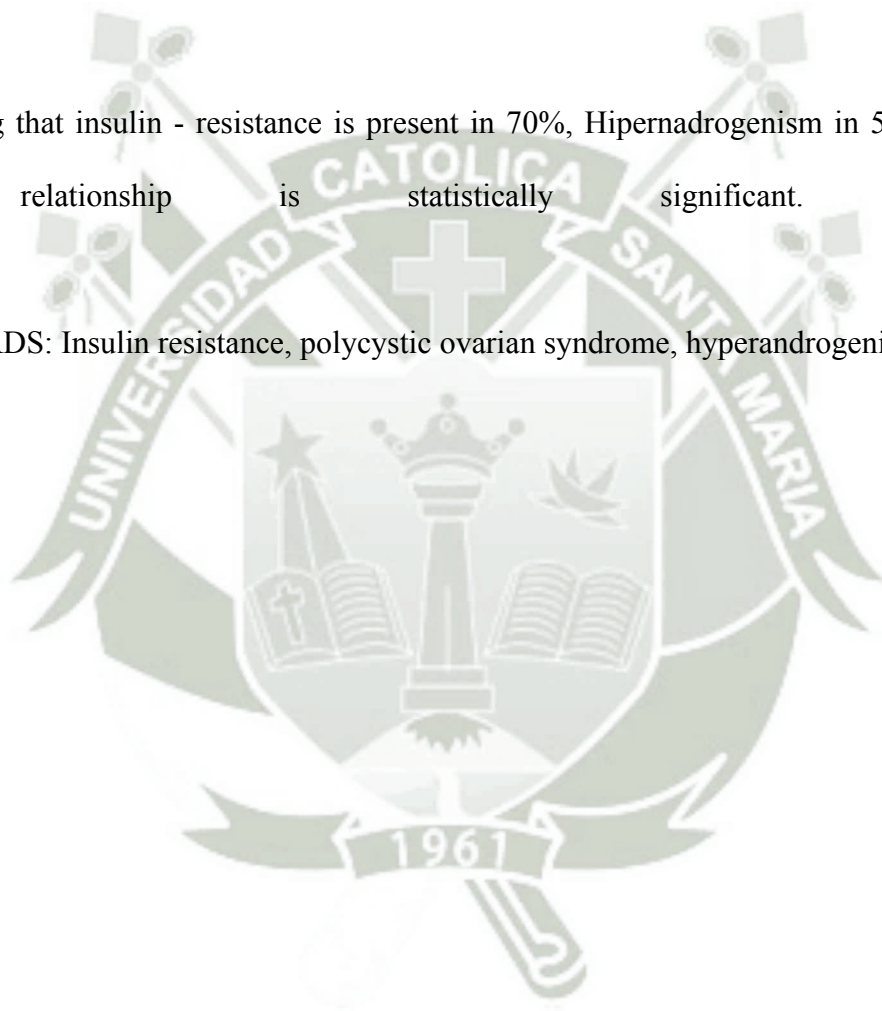 g that insulin - resistance is present in 70%, Hipernadrogenism in 5
relationship is statistically significant.
RDS: Insulin resistance, polycystic ovarian syndrome, hyperandrogeni
UNIVERSIDAD CATOLICA SANTA MARIA
1961